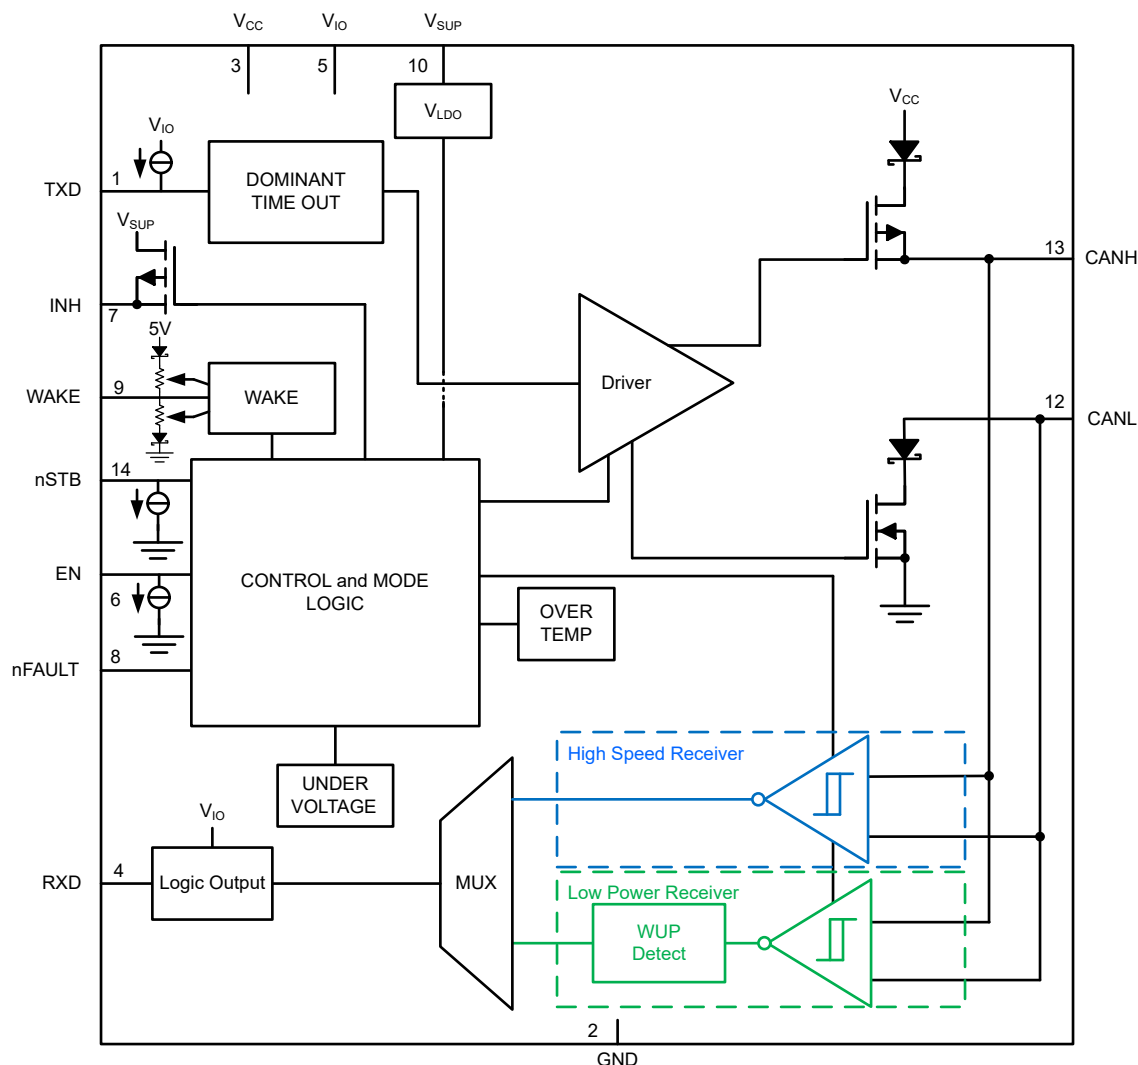 VCC
VIO
VSUP
3
5
10
VLDO
VCC
VIO
TXD
1
DOMINANT
TIME OUT
VSUP
13
CANH
INH
7
5V
Driver
WAKE
9
WAKE
12
CANL
nSTB
14
EN
6
CONTROL and MODE
LOGIC
OVER
TEMP
nFAULT
8
High Speed Receiver
UNDER
VOLTAGE
VIO
RXD
4
Logic Output
MUX
Low Power Receiver
WUP
Detect
2
GND